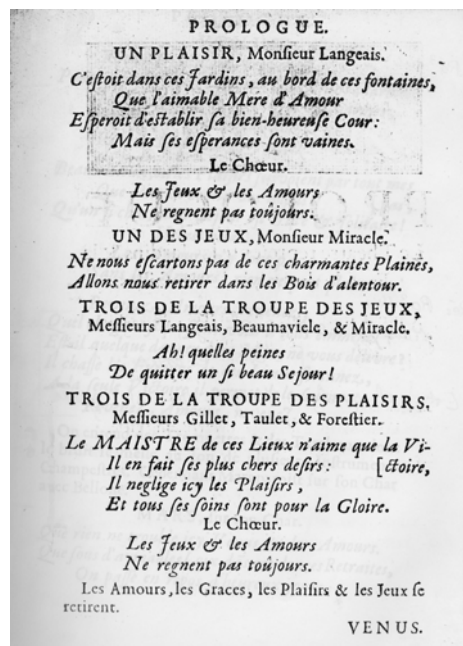 PROLOGUE.
UN PLAISIR, Monſieur Langeais.
C'eſtoit dans ces Jardins, au bord de ces fontaines,
Que l'aimable Mere d'Amour
Eſperoit d'eſtablir ſa bien-heureuſe Cour:
Mais ſes eſperances ſont vaines.
Le Chœur.
Les Jeux & les Amours
Ne regnent pas toûjours.
UN DES JEUX, Monſieur Miracle.
Ne nous eſcartons pas de ces charmantes Plaines,
Allons nous retirer dans les Bois d'alentour.
TROIS DE LA TROUPE DES JEUX,
Meſſieurs Langeais, Beaumaviele, & Miracle.
Ah! quelles peines
De quitter un ſi beau Sejour!
TROIS DE LA TROUPE DES PLAISIRS,
Meſſieurs Gillet, Taulet, & Foreſtier.
Le MAISTRE de ces Lieux n'aime que la Vi-
Il en fait ſes plus chers deſirs: [ctoire,
Il neglige icy les Plaiſirs,
Et tous ſes ſoins ſont pour la Gloire.
Le Chœur.
Les Jeux & les Amours
Ne regnent pas toûjours.
Les Amours, les Graces, les Plaiſirs & les Jeux ſe
retirent.
VENUS.